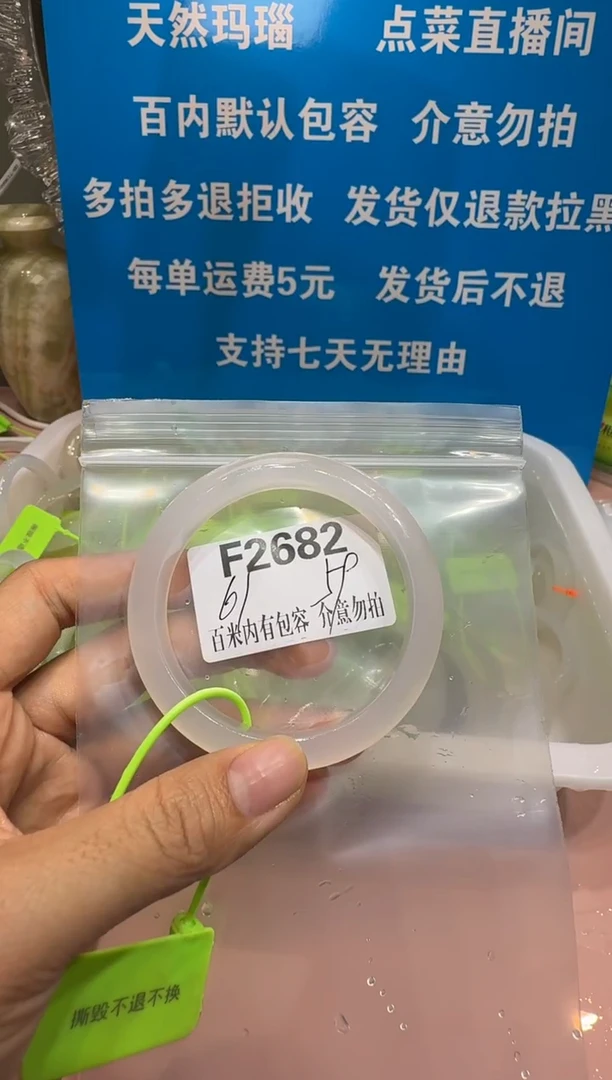 天然玛瑙 点菜直播间
百内默认包容 介意勿拍
多拍多退拒收 发货仅退款拉黑
每单运费5元 发货后不退
支持七天无理由
F2682
61
百米内有包容 介意勿拍
撕毁不退不换